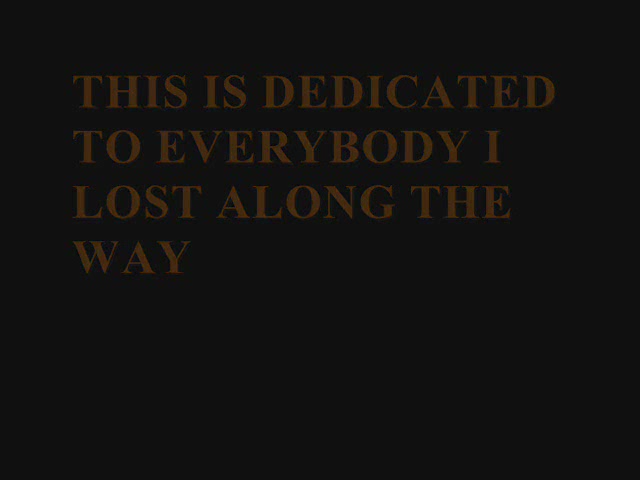 THIS IS DEDICATED
TO EVERYBODY I
LOST ALONG THE
WAY